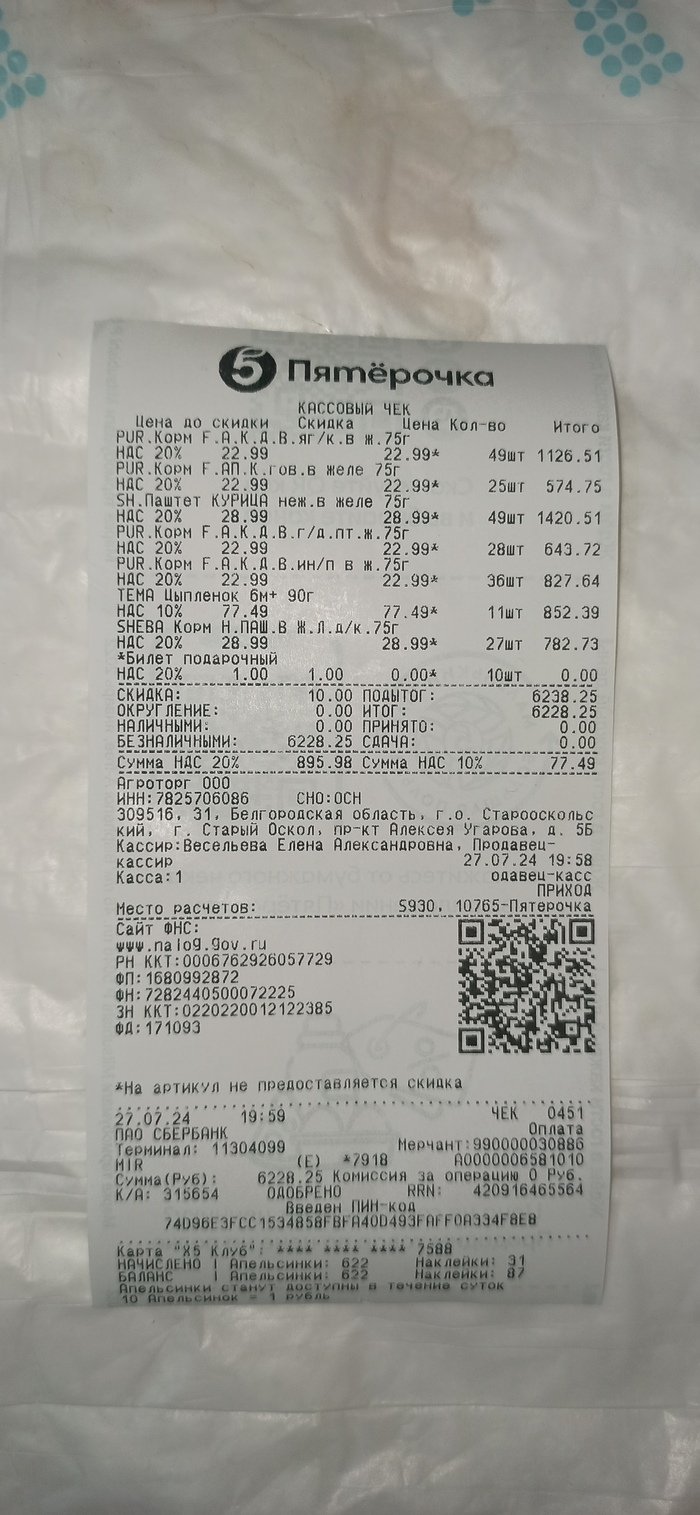 5 Пятёрочка
КАССОВЫЙ ЧЕК
Цена до скидки Скидка Цена Кол-во Итого
PUR.Корм F.А.К.Д.В.яг/к.в ж.75г
НДС 20% 22.99 22.99* 49шт 1126.51
PUR.Корм F.АП.К.гов.в желе 75г
НДС 20% 22.99 22.99* 25шт 574.75
SH.Паштет КУРИЦА неж.в желе 75г
НДС 20% 28.99 28.99* 49шт 1420.51
PUR.Корм F.А.К.Д.В.г/д.пт.ж.75г
НДС 20% 22.99 22.99* 28шт 643.72
PUR.Корм F.А.К.Д.В.ин/п в ж.75г
НДС 20% 22.99 22.99* 36шт 827.64
ТЕМА Цыпленок 6м+ 90г
НДС 10% 77.49 77.49* 11шт 852.39
SHEBA Корм Н.ПАШ.В Ж.Л.д/к.75г
НДС 20% 28.99 28.99* 27шт 782.73
*Билет подарочный
НДС 20% 1.00 1.00 0.00* 10шт 0.00
СКИДКА: 10.00 ПОДЫТОГ: 6238.25
ОКРУГЛЕНИЕ: 0.00 ИТОГ: 6228.25
НАЛИЧНЫМИ: 0.00 ПРИНЯТО: 0.00
БЕЗНАЛИЧНЫМИ: 6228.25 СДАЧА: 0.00
Сумма НДС 20% 895.98 Сумма НДС 10% 77.49
Агроторг ООО
ИНН:7825706086 СНО:ОСН
309516, 31, Белгородская область, г.о. Старооскольс
кий, г. Старый Оскол, пр-кт Алексея Угарова, д. 5Б
Кассир:Весельева Елена Александровна, Продавец-
кассир 27.07.24 19:58
Касса:1 одавец-касс
ПРИХОД
Место расчетов: S930, 10765-Пятерочка
Сайт ФНС:
www.nalog.gov.ru
РН ККТ:0006762926057729
ФП:1680992872
ФН:7282440500072225
ЗН ККТ:0220220012122385
ФД:171093
*На артикул не предоставляется скидка
27.07.24 19:59 ЧЕК 0451
ПАО СБЕРБАНК Оплата
Терминал: 11304099 Мерчант:990000030886
MIR (E) *7918 A0000006581010
Сумма(Руб): 6228.25 Комиссия за операцию 0 Руб.
К/А: 315654 ОДОБРЕНО RRN: 420916465564
Введен ПИН-код
74D96E3FCC1534858FBFA40D493FAFF0A334F8E8
Карта "X5 Клуб": **** **** **** 7588
НАЧИСЛЕНО | Апельсинки: 622 Наклейки: 31
БАЛАНС | Апельсинки: 622 Наклейки: 87
Апельсинки станут доступны в течение суток
10 Апельсинок = 1 рубль